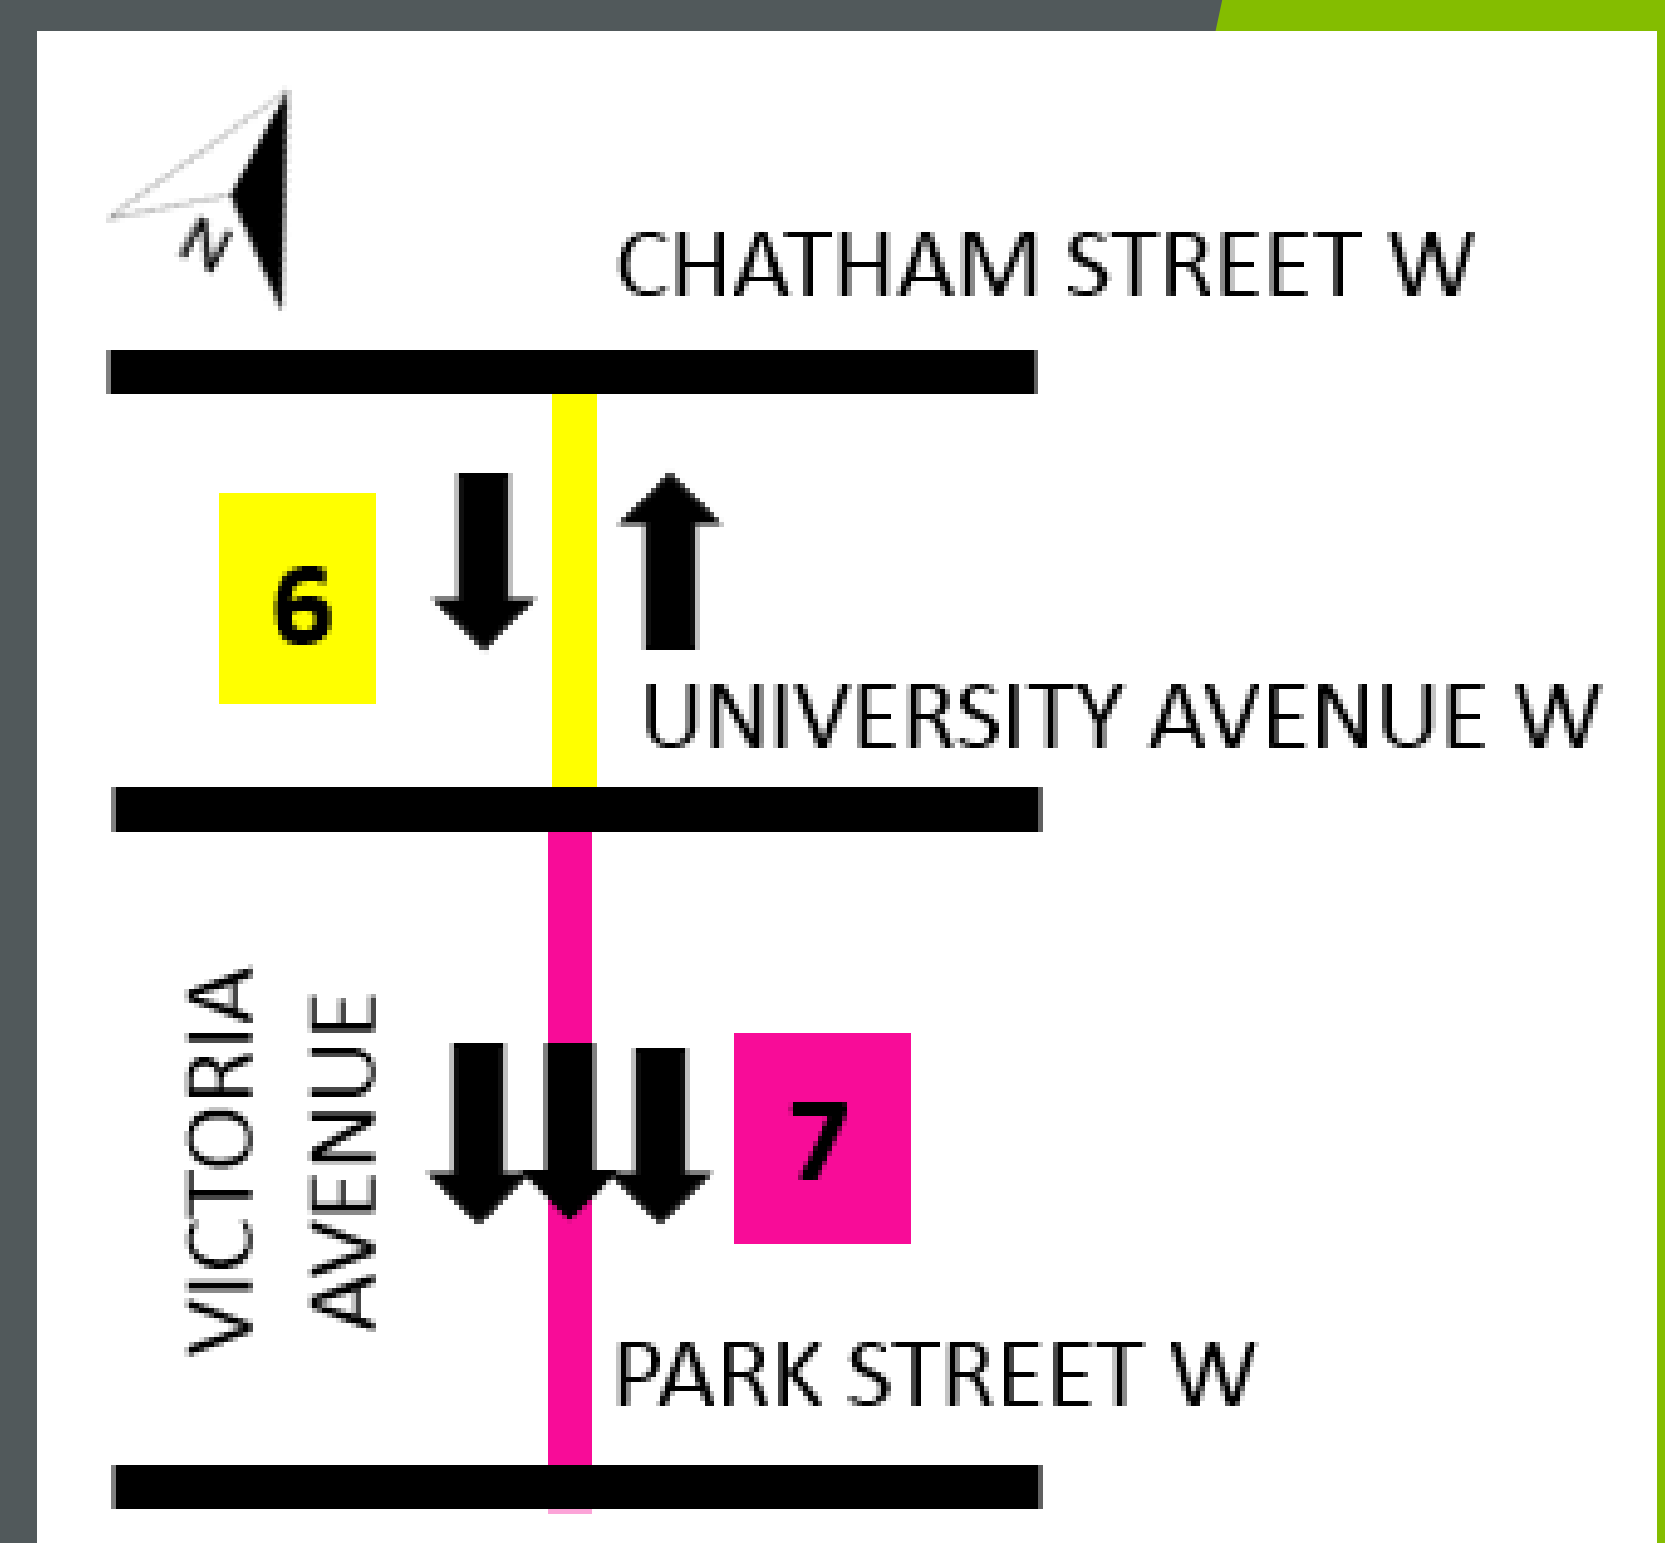 N
CHATHAM STREET W
6
UNIVERSITY AVENUE W
VICTORIA
AVENUE
7
PARK STREET W